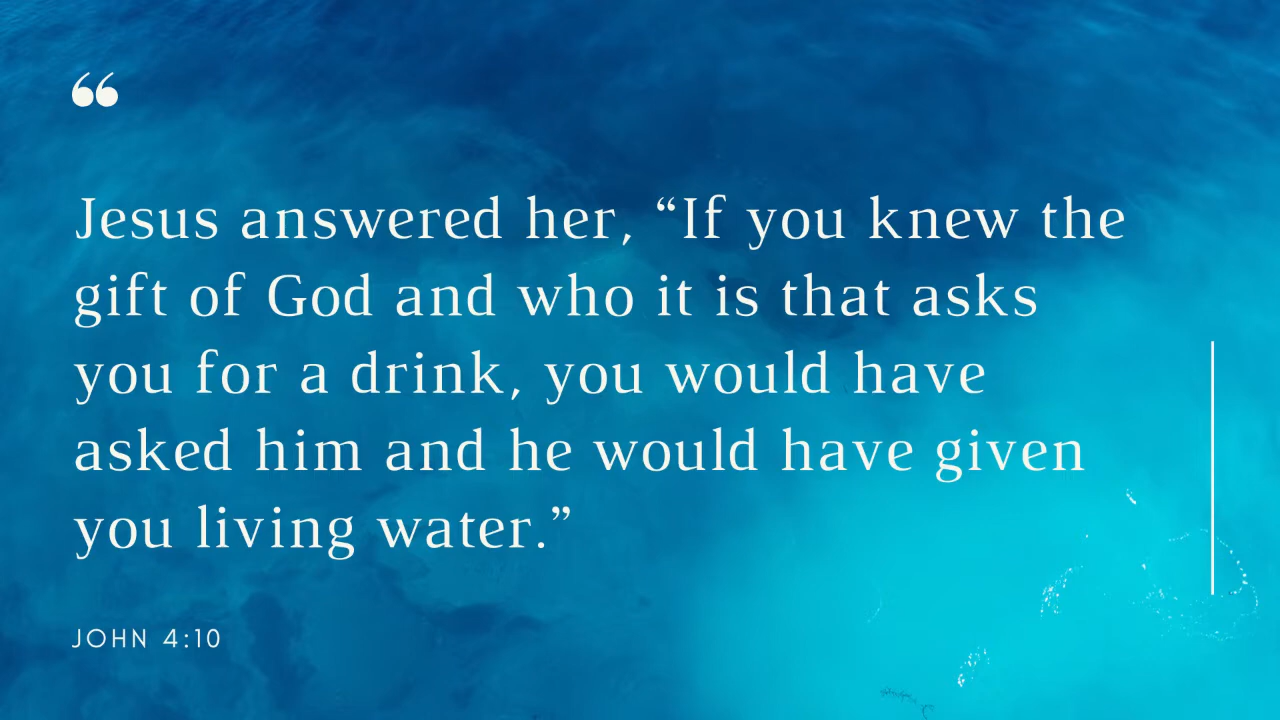 “
Jesus answered her, “If you knew the
gift of God and who it is that asks
you for a drink, you would have
asked him and he would have given
you living water.”
JOHN 4:10